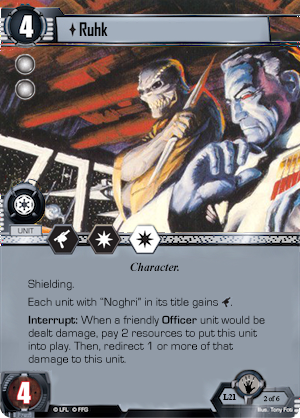 4
Ruhk
UNIT
Character.
Shielding.
Each unit with "Noghri" in its title gains
Interrupt: When a friendly Officer unit would
be dealt damage, pay 2 resources to put this
unit into play. Then, redirect 1 or more of that
damage to this unit.
4
© LFL © FFG
L21
2 of 6
Illus. Tony Foti